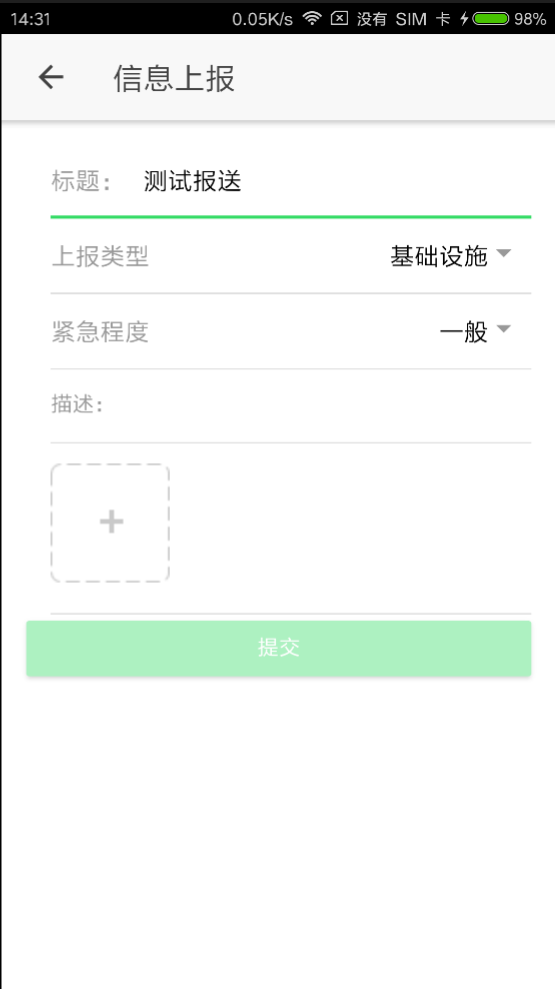 14:31 0.05K/s 没有 SIM 卡 98%
信息上报
标题： 测试报送
上报类型 基础设施
紧急程度 一般
描述：
+
提交